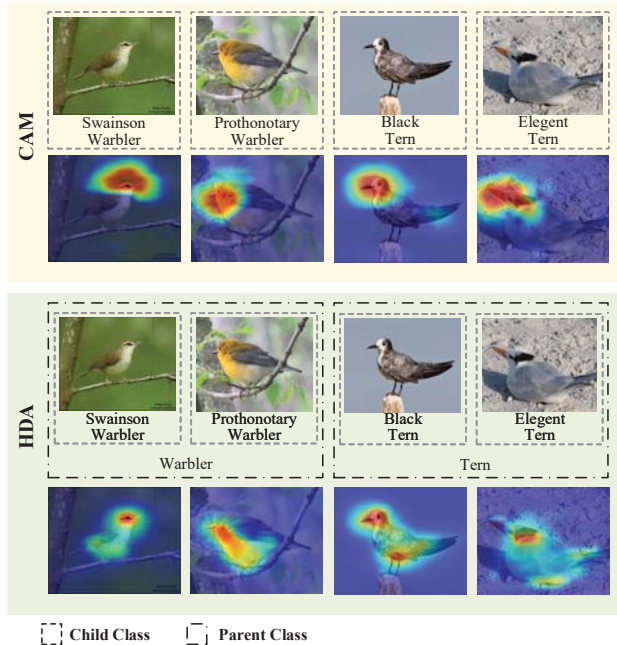 CAM
Swainson
Warbler
Prothonotary
Warbler
Black
Tern
Elegent
Tern
HDA
Swainson
Warbler
Prothonotary
Warbler
Black
Tern
Elegent
Tern
Warbler
Tern
Child Class
Parent Class